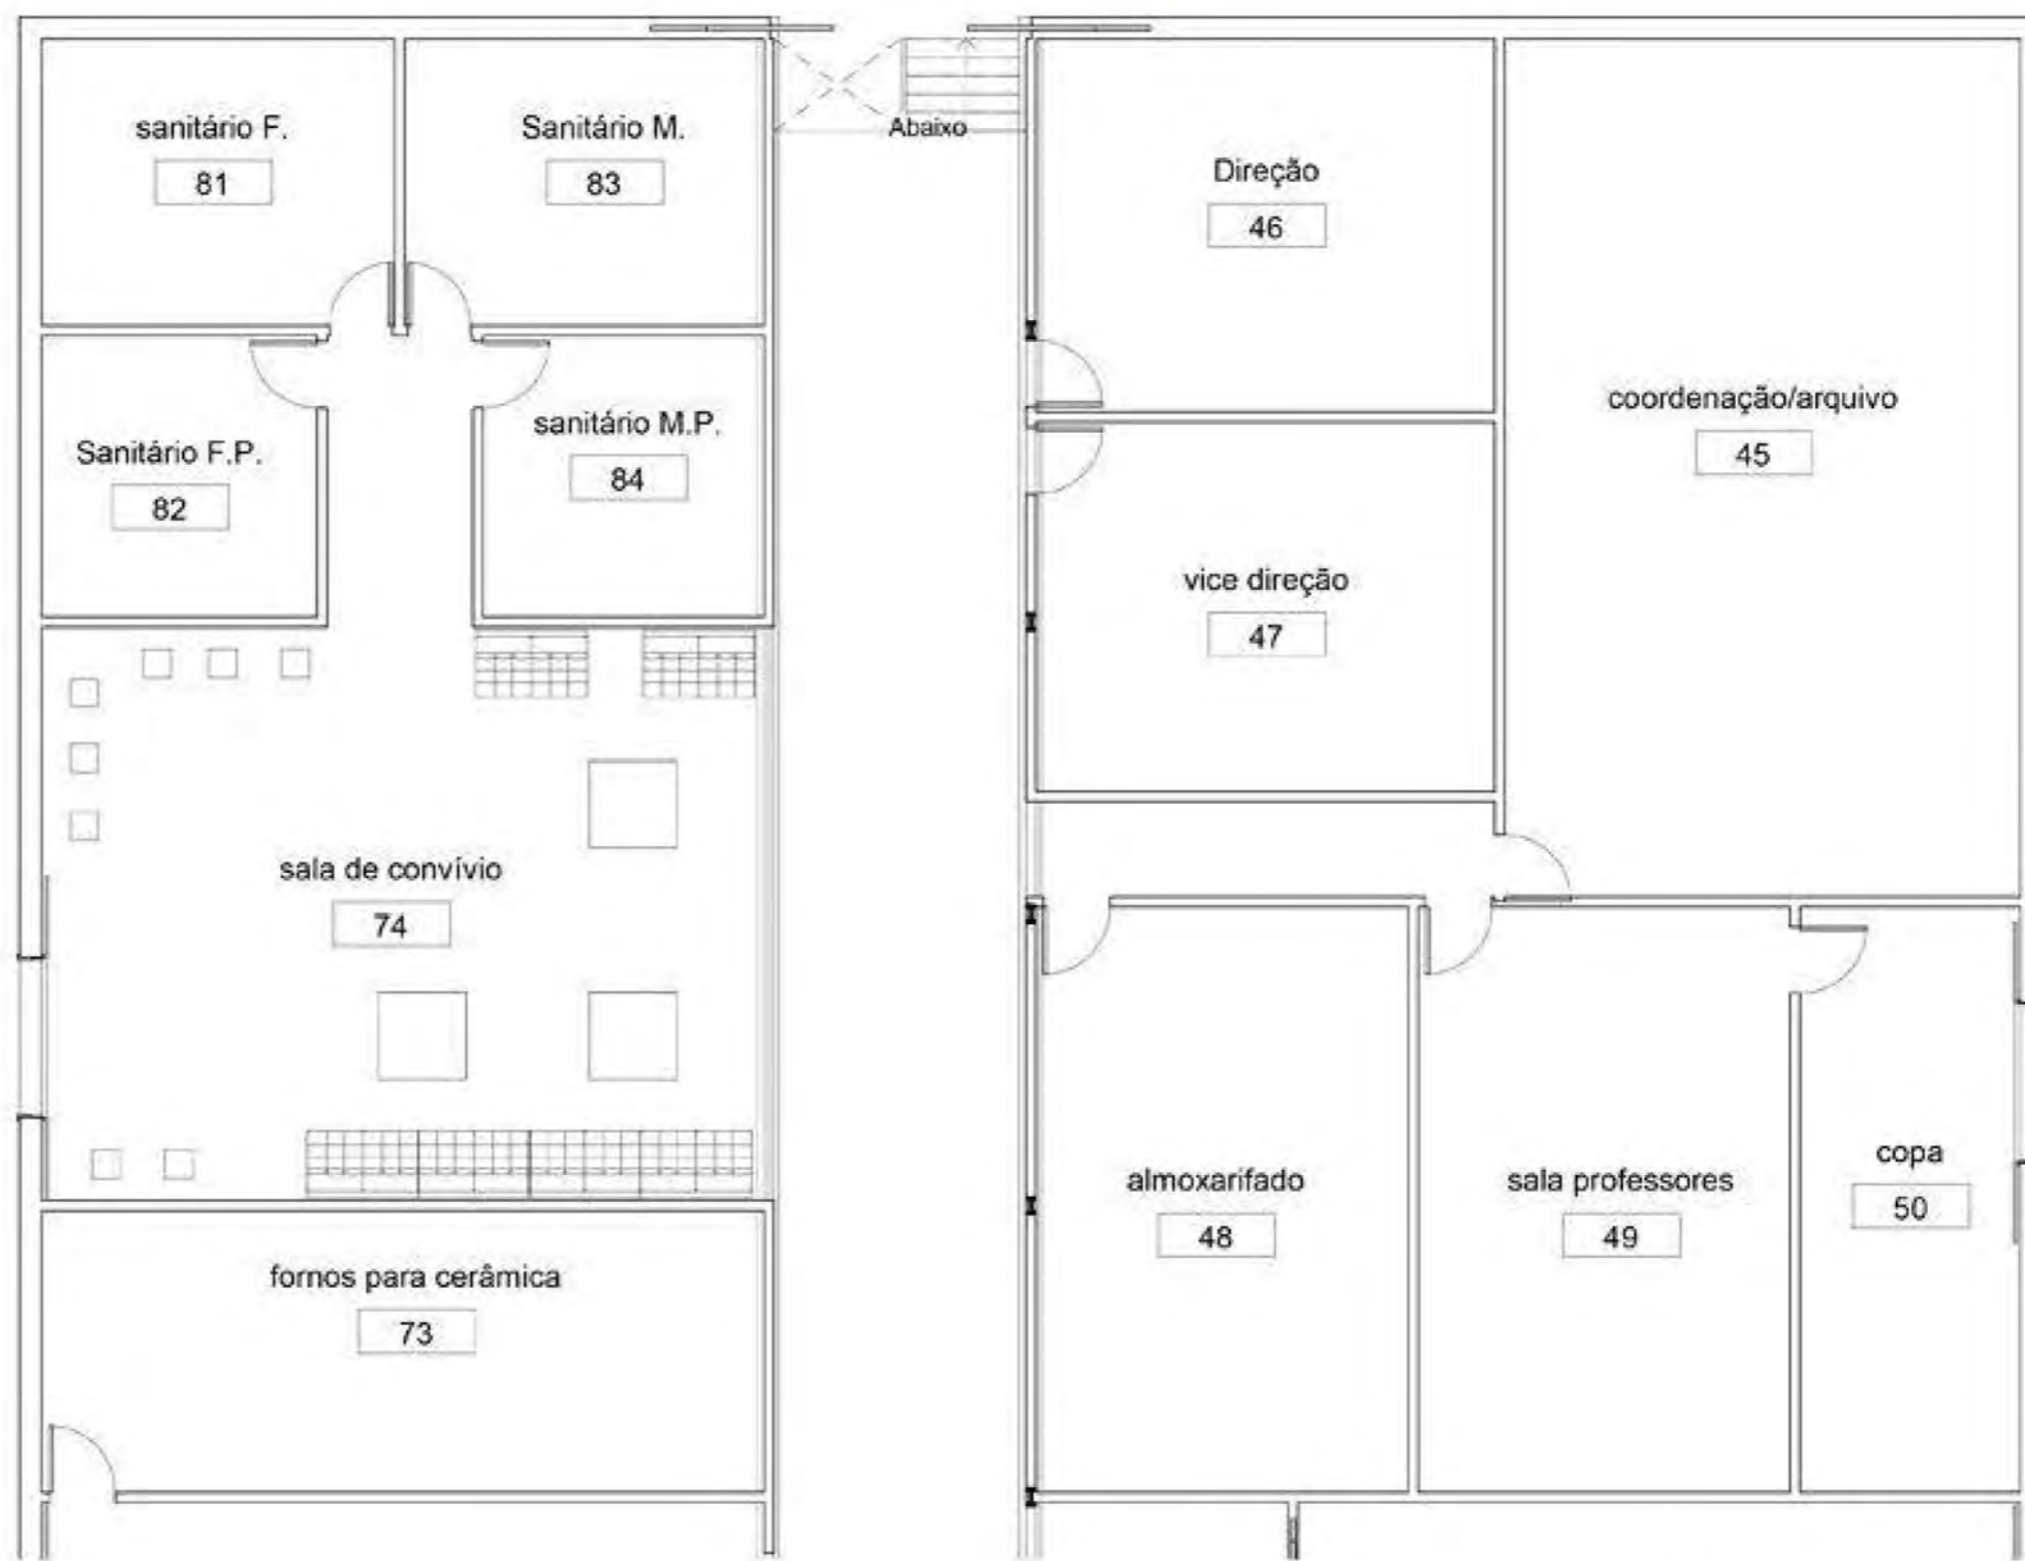 sanitário F.
81
Sanitário M.
83
Abaixo
Direção
46
coordenação/arquivo
45
Sanitário F.P.
82
sanitário M.P.
84
vice direção
47
sala de convívio
74
almoxarifado
48
sala professores
49
copa
50
fornos para cerâmica
73